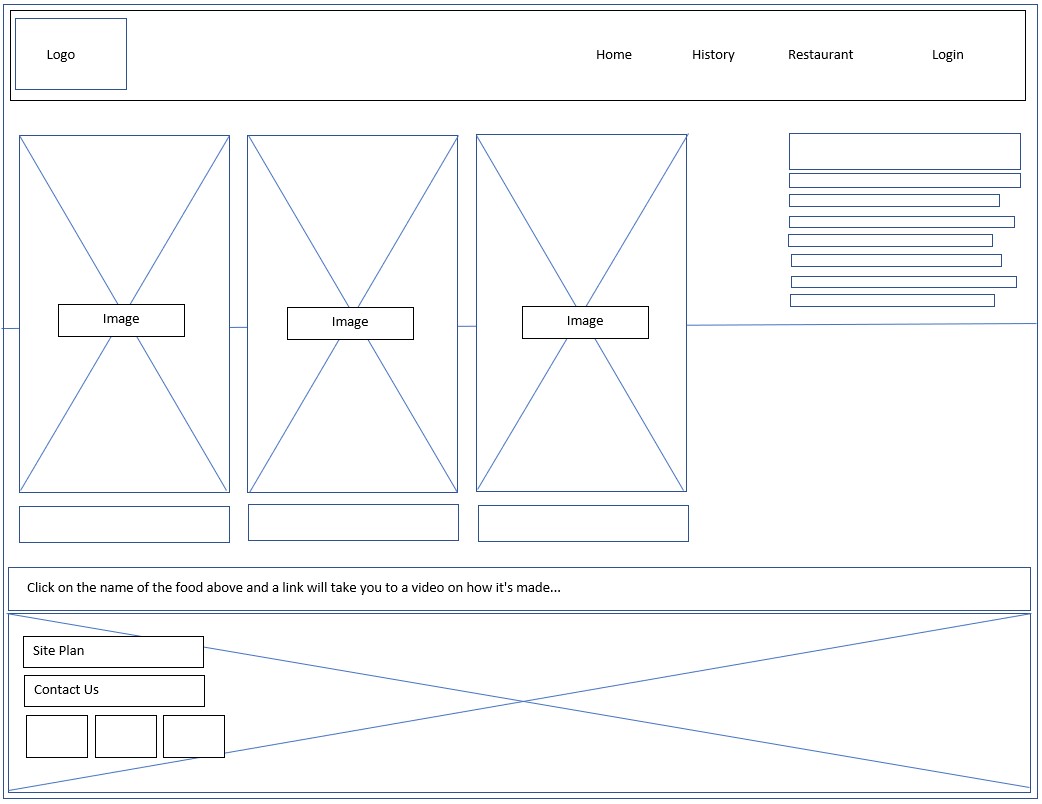 Logo
Home History Restaurant Login
Image Image Image
Click on the name of the food above and a link will take you to a video on how it's made...
Site Plan
Contact Us